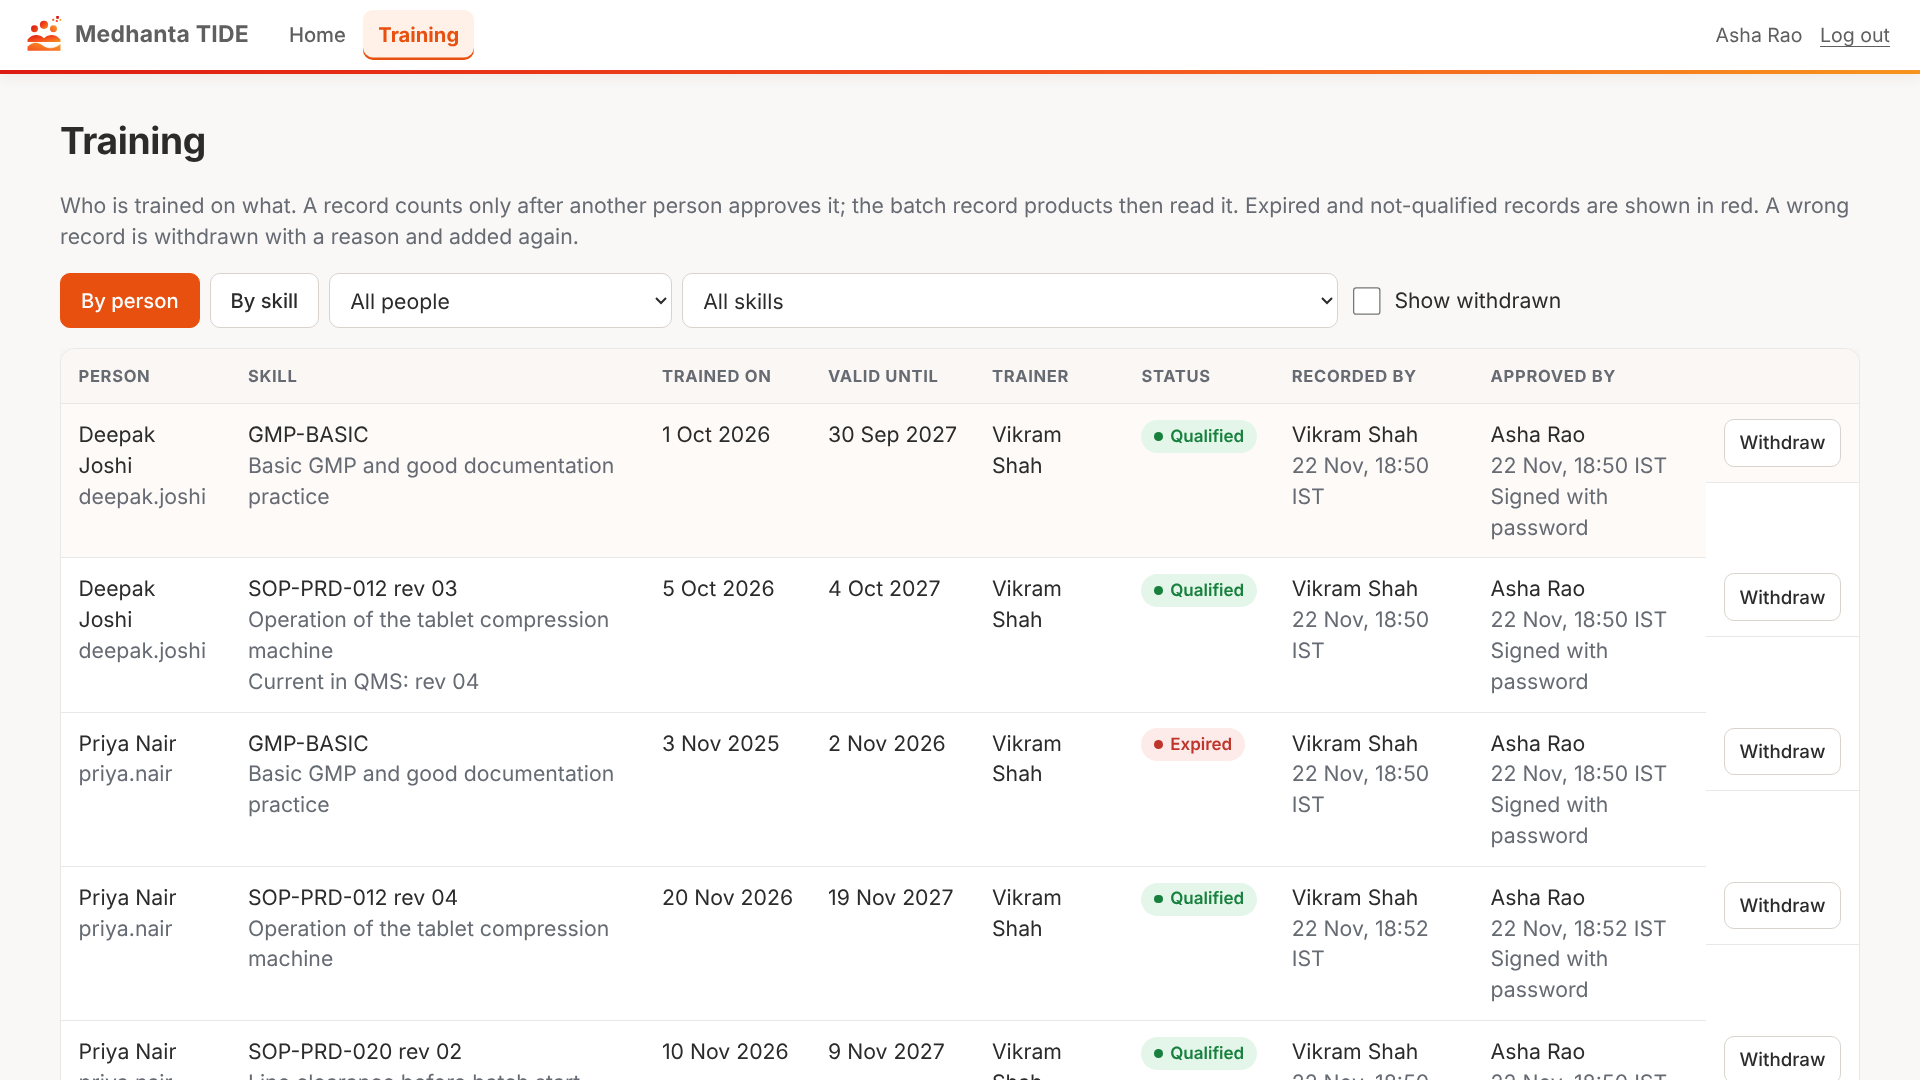 Medhanta TIDE
Home
Training
Asha Rao
Log out
Training
Who is trained on what. A record counts only after another person approves it; the batch record products then read it. Expired and not-qualified records are shown in red. A wrong
record is withdrawn with a reason and added again.
By person
By skill
All people
All skills
Show withdrawn
PERSON SKILL TRAINED ON VALID UNTIL TRAINER STATUS RECORDED BY APPROVED BY
Deepak GMP-BASIC 1 Oct 2026 30 Sep 2027 Vikram Qualified Vikram Shah Asha Rao Withdraw
Joshi Basic GMP and good documentation Shah 22 Nov, 18:50 22 Nov, 18:50 IST
deepak.joshi practice IST Signed with
password
Deepak SOP-PRD-012 rev 03 5 Oct 2026 4 Oct 2027 Vikram Qualified Vikram Shah Asha Rao Withdraw
Joshi Operation of the tablet compression Shah 22 Nov, 18:50 22 Nov, 18:50 IST
deepak.joshi machine IST Signed with
Current in QMS: rev 04 password
Priya Nair GMP-BASIC 3 Nov 2025 2 Nov 2026 Vikram Expired Vikram Shah Asha Rao Withdraw
priya.nair Basic GMP and good documentation Shah 22 Nov, 18:50 22 Nov, 18:50 IST
practice IST Signed with
password
Priya Nair SOP-PRD-012 rev 04 20 Nov 2026 19 Nov 2027 Vikram Qualified Vikram Shah Asha Rao Withdraw
priya.nair Operation of the tablet compression Shah 22 Nov, 18:52 22 Nov, 18:52 IST
machine IST Signed with
password
Priya Nair SOP-PRD-020 rev 02 10 Nov 2026 9 Nov 2027 Vikram Qualified Vikram Shah Asha Rao Withdraw